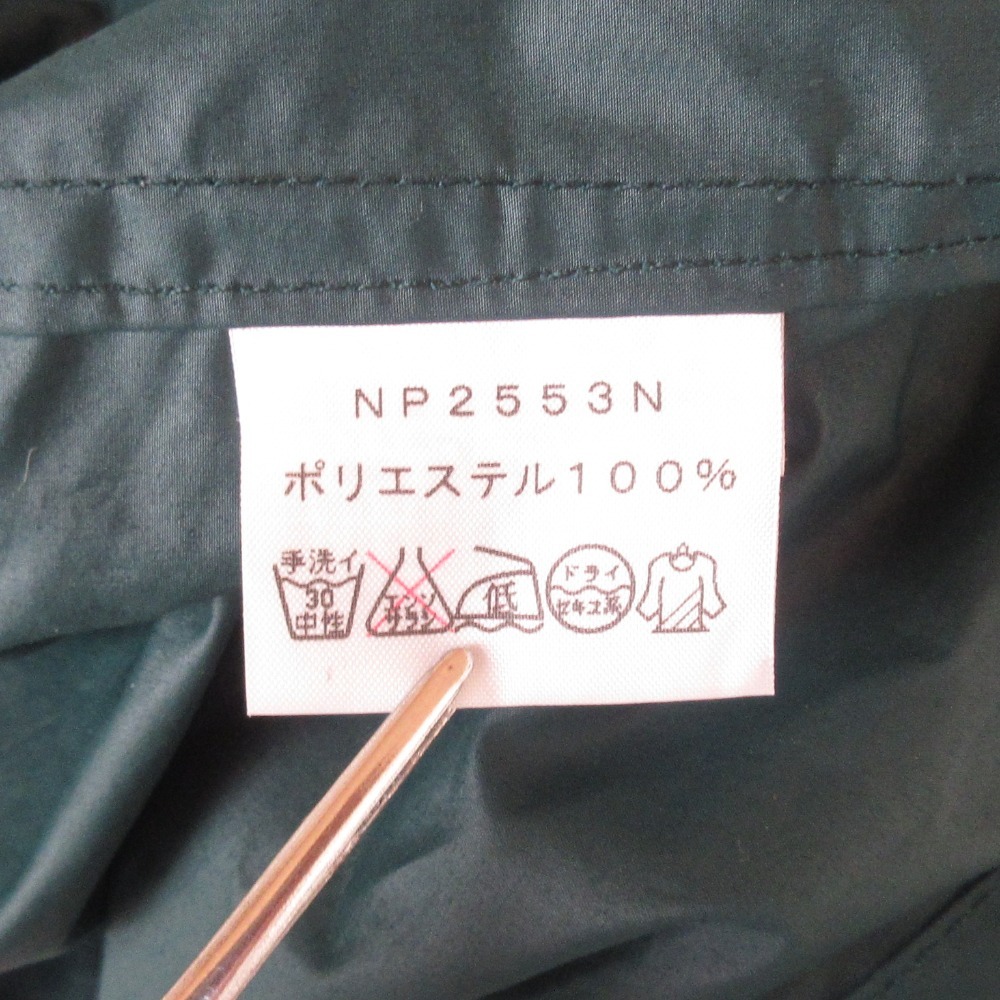 NP2553N
ポリエステル100%
手洗イ
30
中性
エンソ
サラシ
低
ドライ
セキユ系